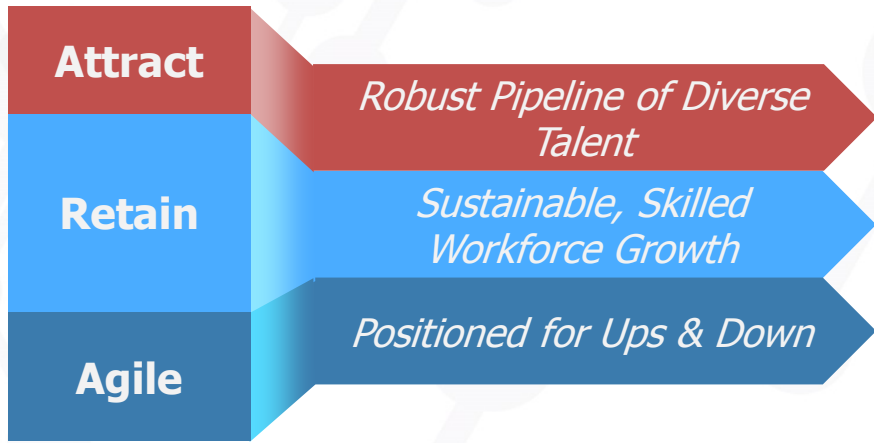 Attract
Robust Pipeline of Diverse
Talent
Retain
Sustainable, Skilled
Workforce Growth
Agile
Positioned for Ups & Down